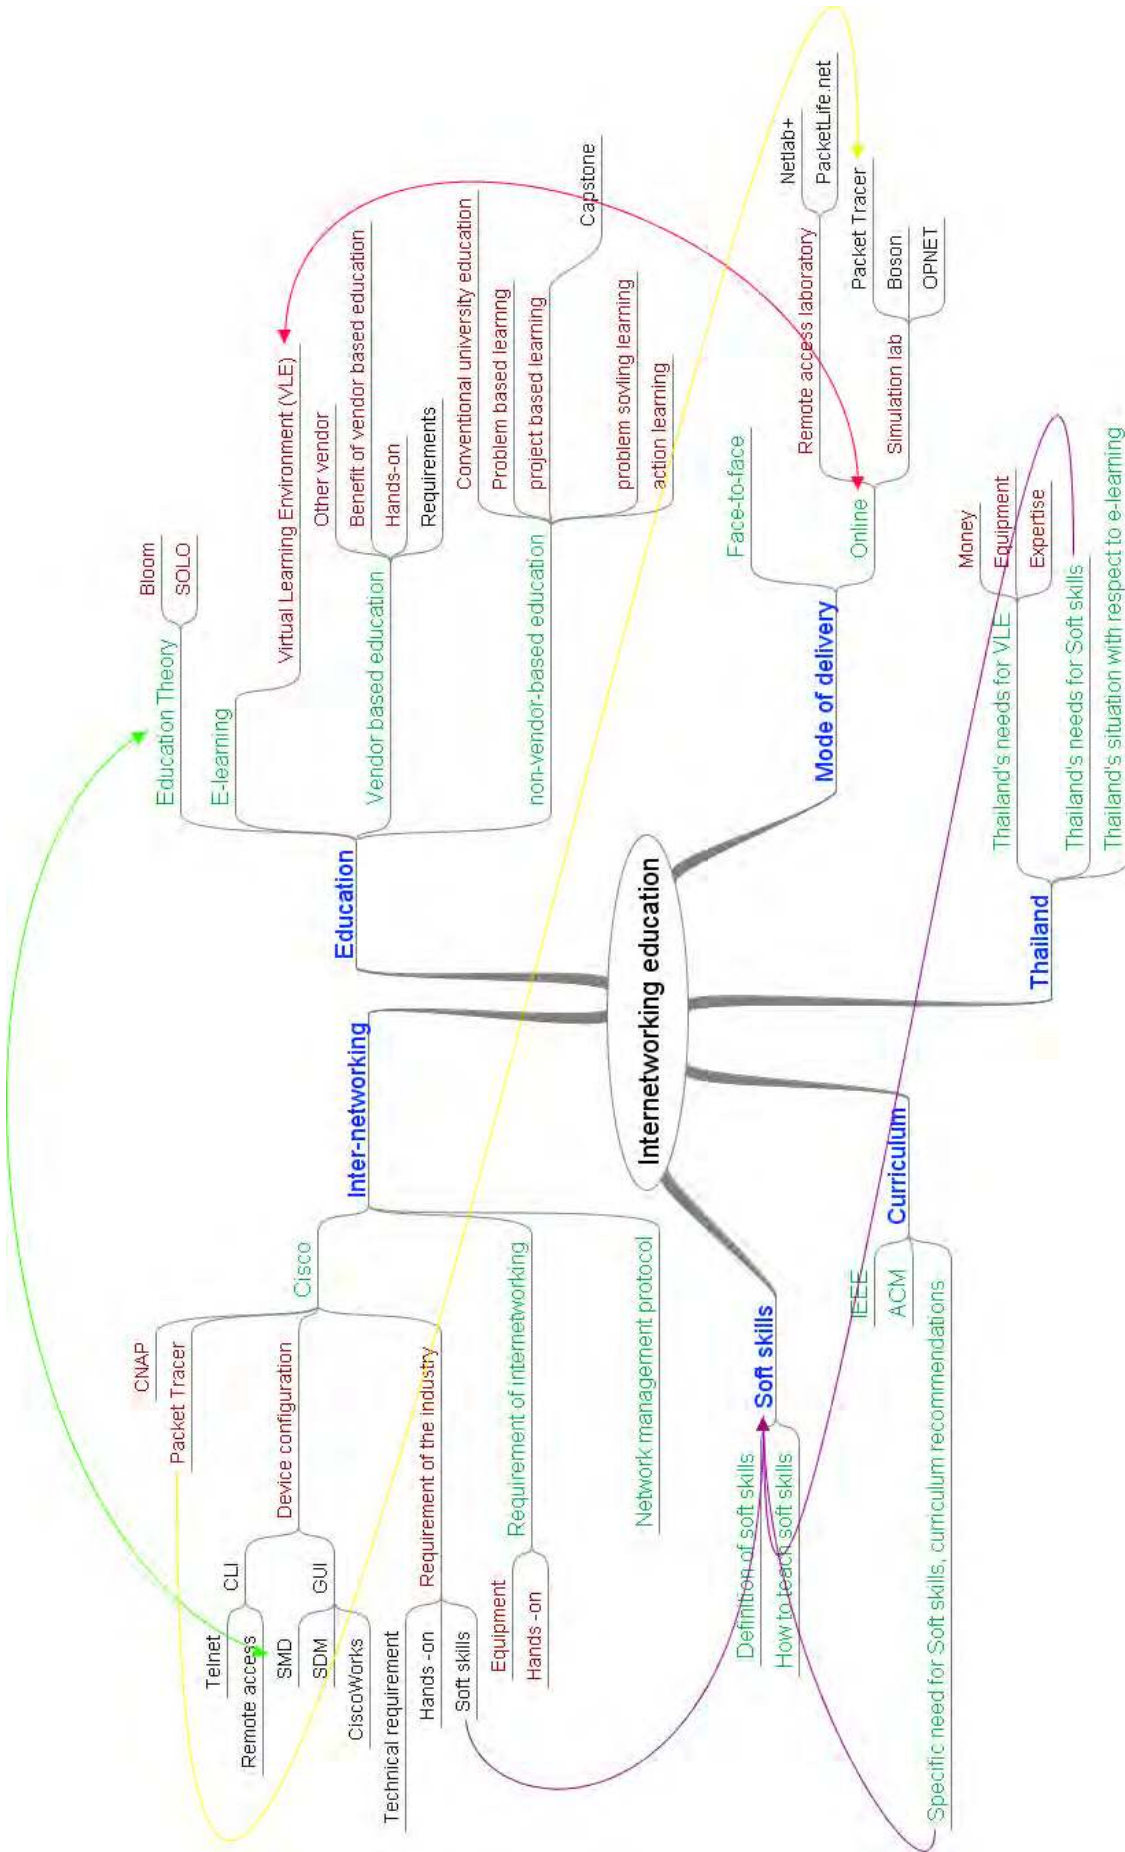 Internetworking education
Inter-networking
Cisco
CNAP
Packet Tracer
Device configuration
CLI
Telnet
Remote access
GUI
SMD
SDM
CiscoWorks
Requirement of the industry
Technical requirement
Hands -on
Soft skills
Requirement of internetworking
Equipment
Hands -on
Network management protocol
Soft skills
Definition of soft skills
How to teach soft skills
Curriculum
IEEE
ACM
Specific need for Soft skills, curriculum recommendations
Education
Education Theory
Bloom
SOLO
E-learning
Virtual Learning Environment (VLE)
Vendor based education
Other vendor
Benefit of vendor based education
Hands-on
Requirements
non-vendor-based education
Conventional university education
Problem based learnng
project based learning
Capstone
problem sovling learning
action learning
Mode of delivery
Face-to-face
Online
Remote access laboratory
Netlab+
PacketLife.net
Simulation lab
Packet Tracer
Boson
OPNET
Thailand
Thailand's needs for VLE
Money
Equipment
Expertise
Thailand's needs for Soft skills
Thailand's situation with respect to e-learning